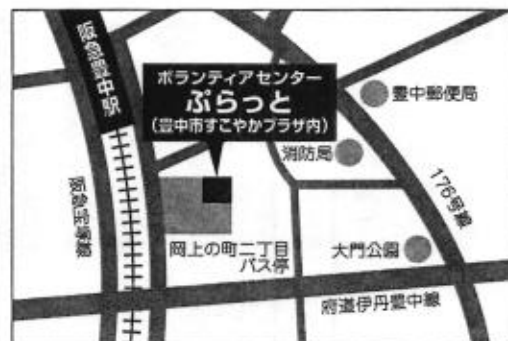 阪急豊中駅
ボランティアセンター
ぷらっと
(豊中市すこやかプラザ内)
豊中郵便局
消防局
176号線
阪急宝塚線
岡上の町二丁目
バス停
大門公園
府道伊丹豊中線